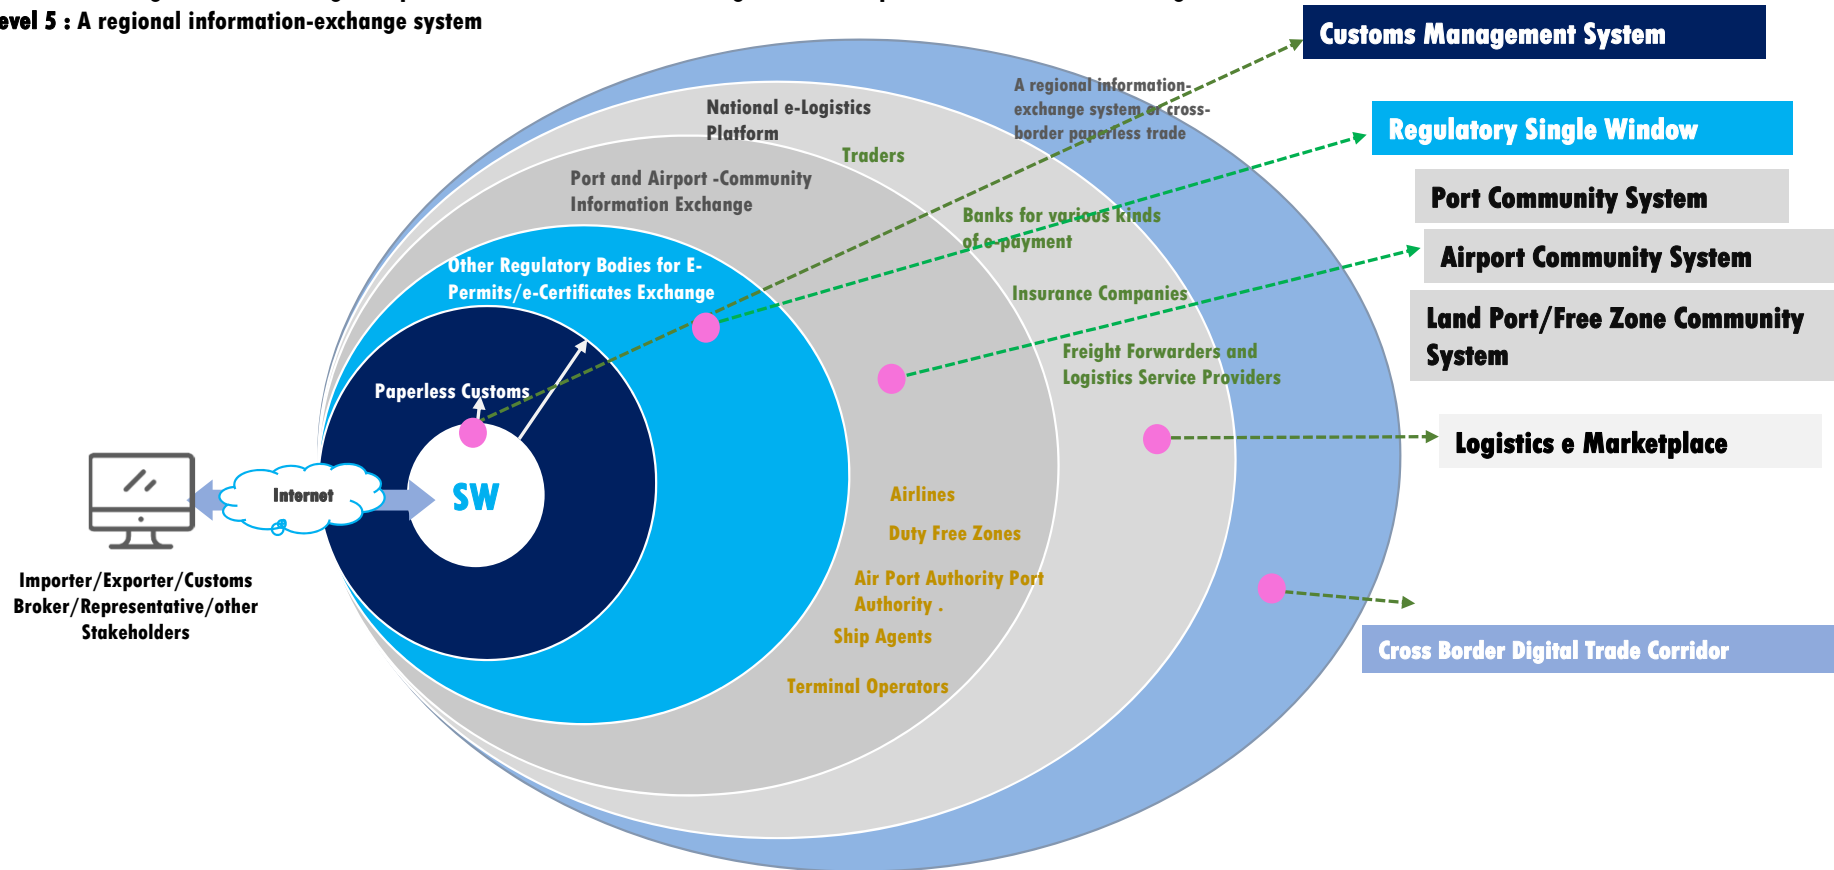 evel 5 : A regional information-exchange system
Customs Management System
A regional information-
exchange system or cross-
border paperless trade
National e-Logistics
Platform
Regulatory Single Window
Traders
Port and Airport -Community
Information Exchange
Port Community System
Banks for various kinds
of e-payment
Airport Community System
Other Regulatory Bodies for E-
Permits/e-Certificates Exchange
Insurance Companies
Land Port/Free Zone Community
System
Freight Forwarders and
Logistics Service Providers
Paperless Customs
Logistics e Marketplace
Internet
SW
Airlines
Duty Free Zones
Importer/Exporter/Customs
Broker/Representative/other
Stakeholders
Air Port Authority Port
Authority .
Ship Agents
Cross Border Digital Trade Corridor
Terminal Operators